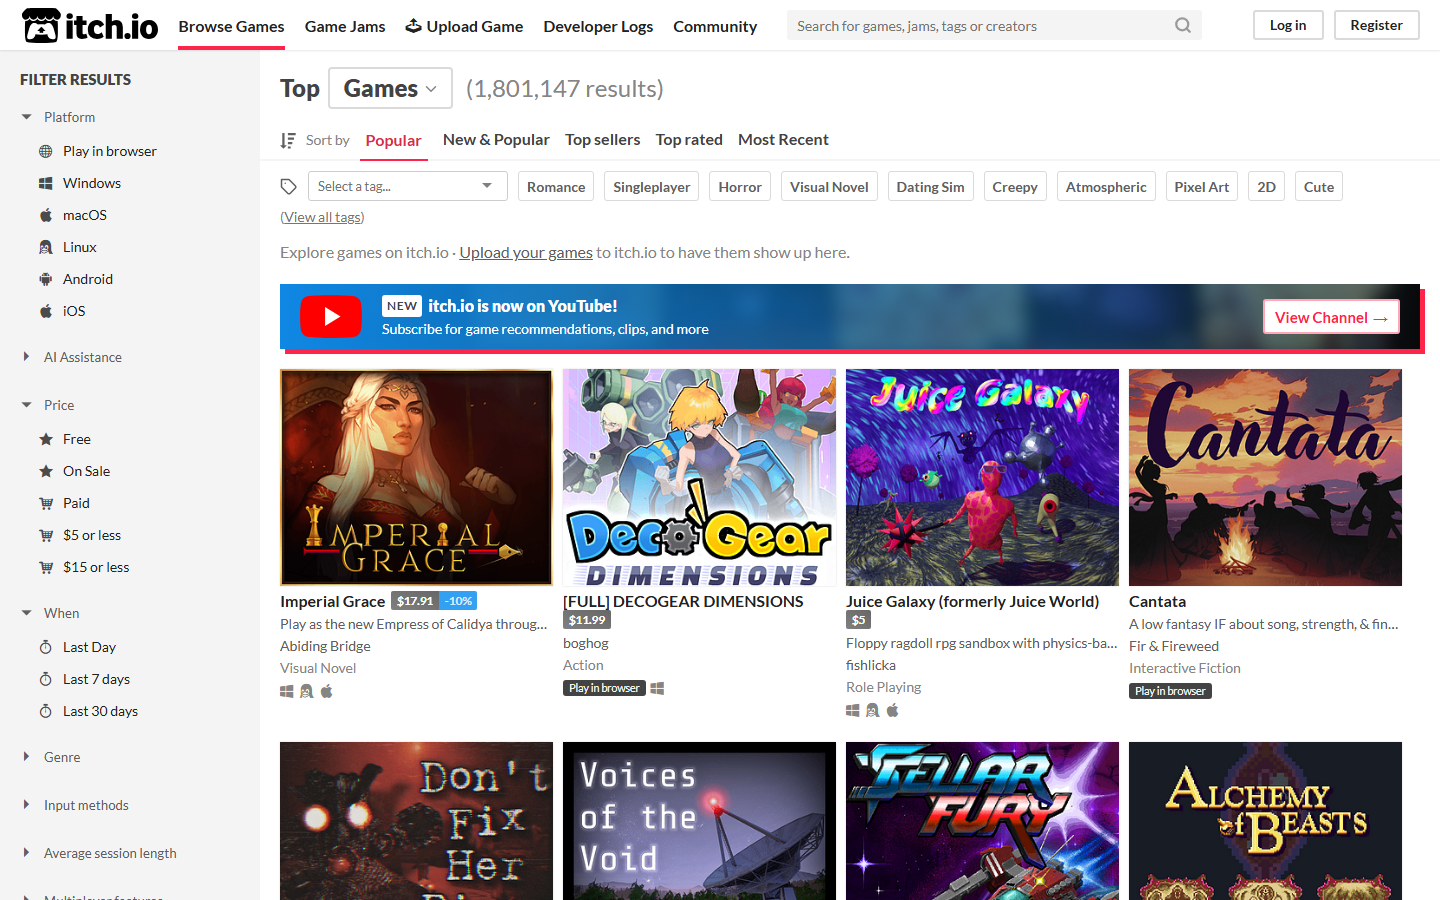 itch.io
Browse Games
Game Jams
Upload Game
Developer Logs
Community
Search for games, jams, tags or creators
Log in
Register
FILTER RESULTS
Platform
Play in browser
Windows
macOS
Linux
Android
iOS
AI Assistance
Price
Free
On Sale
Paid
$5 or less
$15 or less
When
Last Day
Last 7 days
Last 30 days
Genre
Input methods
Average session length
Multiplayer features
Top Games (1,801,147 results)
Sort by
Popular
New & Popular
Top sellers
Top rated
Most Recent
Select a tag...
Romance
Singleplayer
Horror
Visual Novel
Dating Sim
Creepy
Atmospheric
Pixel Art
2D
Cute
(View all tags)
Explore games on itch.io · Upload your games to itch.io to have them show up here.
NEW itch.io is now on YouTube!
Subscribe for game recommendations, clips, and more
View Channel →
IMPERIAL
GRACE
Imperial Grace $17.91 -10%
Play as the new Empress of Calidya throug...
Abiding Bridge
Visual Novel
DecoGear
DIMENSIONS
[FULL] DECOGEAR DIMENSIONS
$11.99
boghog
Action
Play in browser
Juice Galaxy
Juice Galaxy (formerly Juice World)
$5
Floppy ragdoll rpg sandbox with physics-ba...
fishlicka
Role Playing
Cantata
Cantata
A low fantasy IF about song, strength, & fin...
Fir & Fireweed
Interactive Fiction
Play in browser
Don't
Fix
Her
Voices
of the
Void
STELLAR
FURY
ALCHEMY
of BEASTS